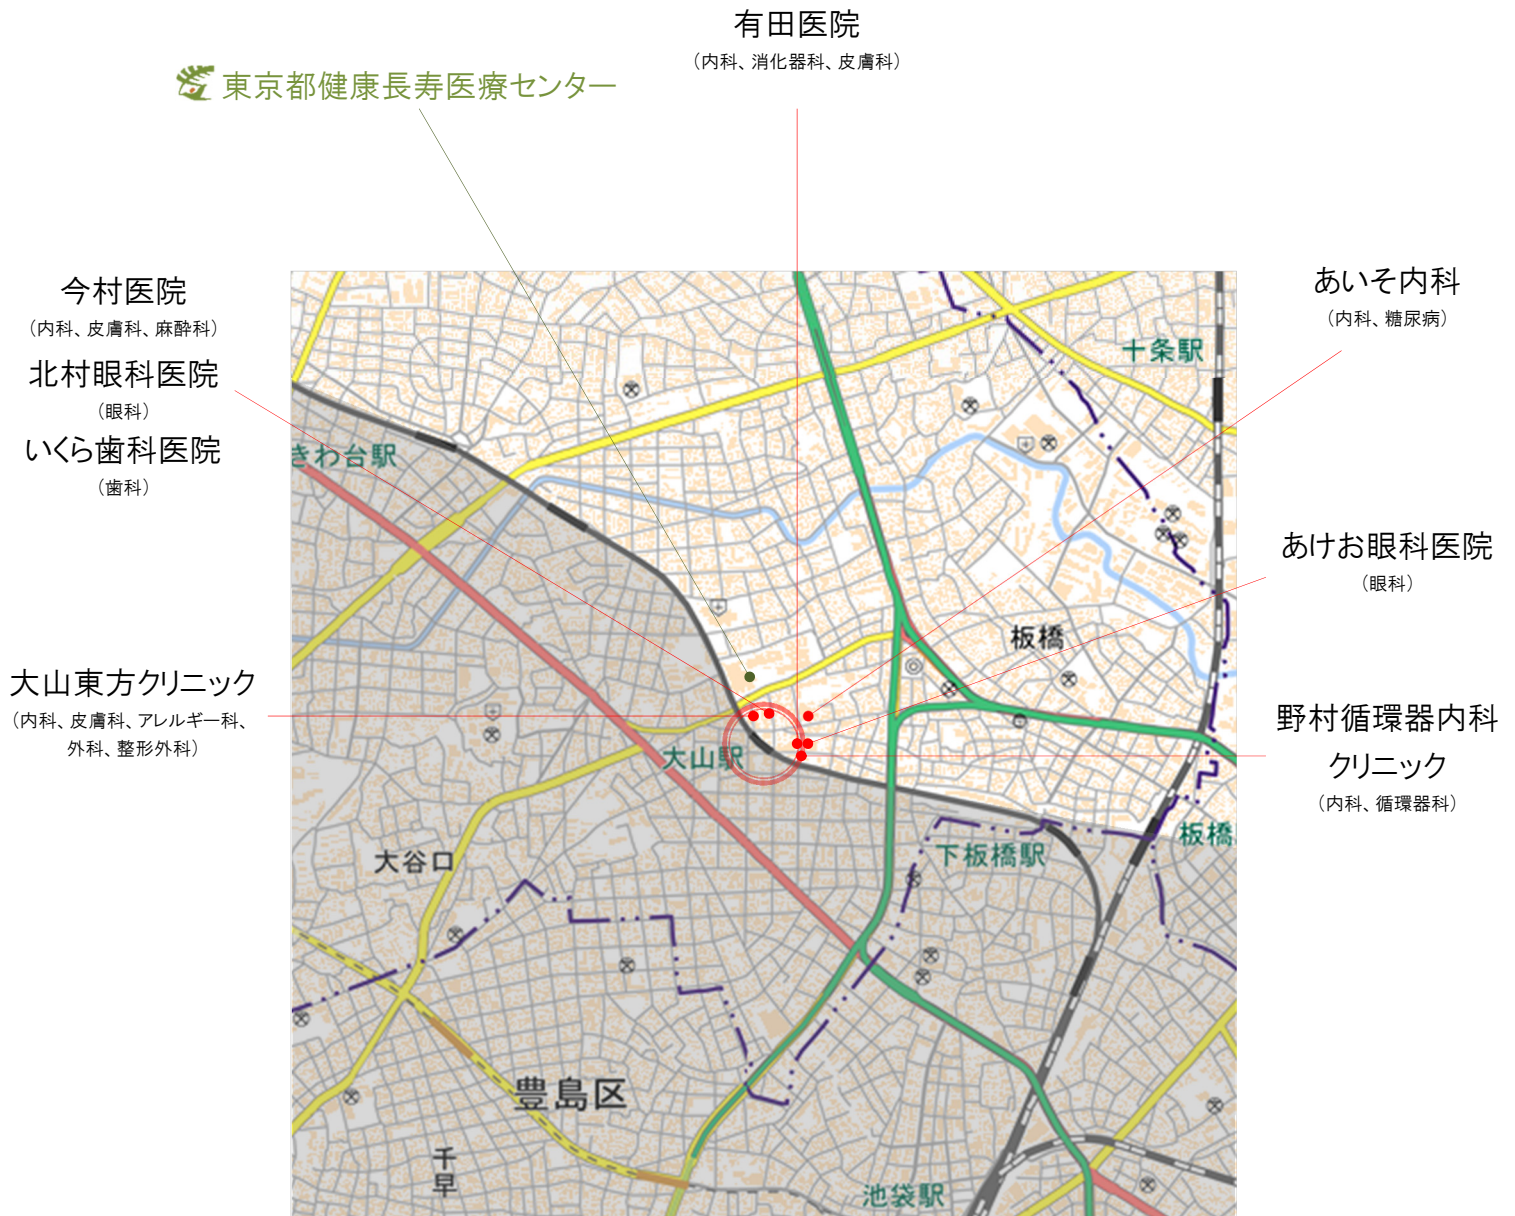 有田医院
(内科、消化器科、皮膚科)
東京都健康長寿医療センター
今村医院
(内科、皮膚科、麻酔科)
北村眼科医院
(眼科)
いくら歯科医院
(歯科)
大山東方クリニック
(内科、皮膚科、アレルギー科、
外科、整形外科)
あいそ内科
(内科、糖尿病)
あけお眼科医院
(眼科)
野村循環器内科
クリニック
(内科、循環器科)
十条駅
きわ台駅
板橋
大山駅
板橋
下板橋駅
大谷口
豊島区
千早
池袋駅